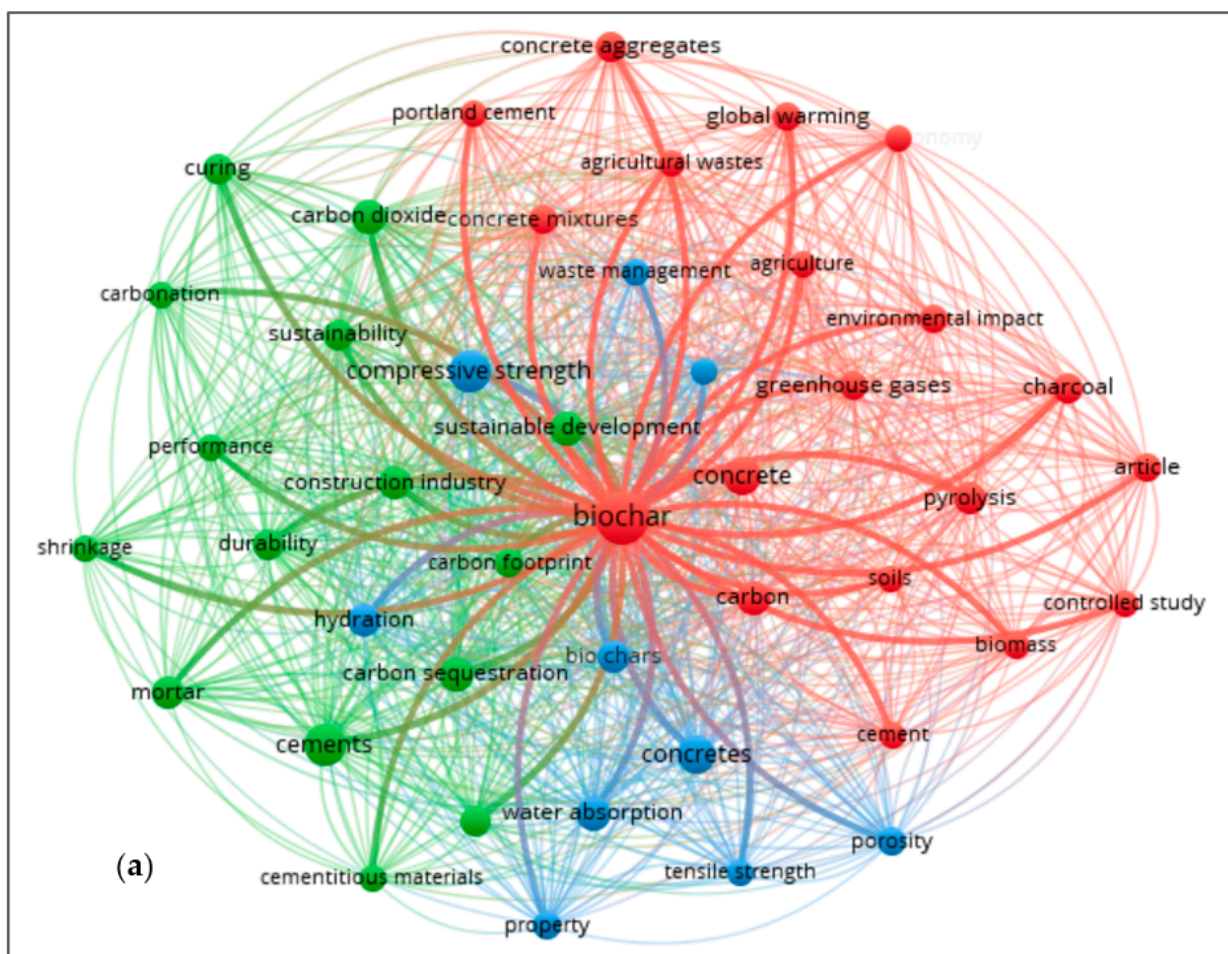 concrete aggregates
portland cement
global warming
agricultural wastes
curing
carbon dioxide
concrete mixtures
waste management
agriculture
carbonation
sustainability
environmental impact
compressive strength
greenhouse gases
charcoal
sustainable development
performance
construction industry
concrete
article
pyrolysis
biochar
shrinkage
durability
carbon footprint
soils
hydration
carbon
controlled study
bio chars
biomass
carbon sequestration
mortar
cements
concretes
cement
water absorption
porosity
(a)
cementitious materials
tensile strength
property